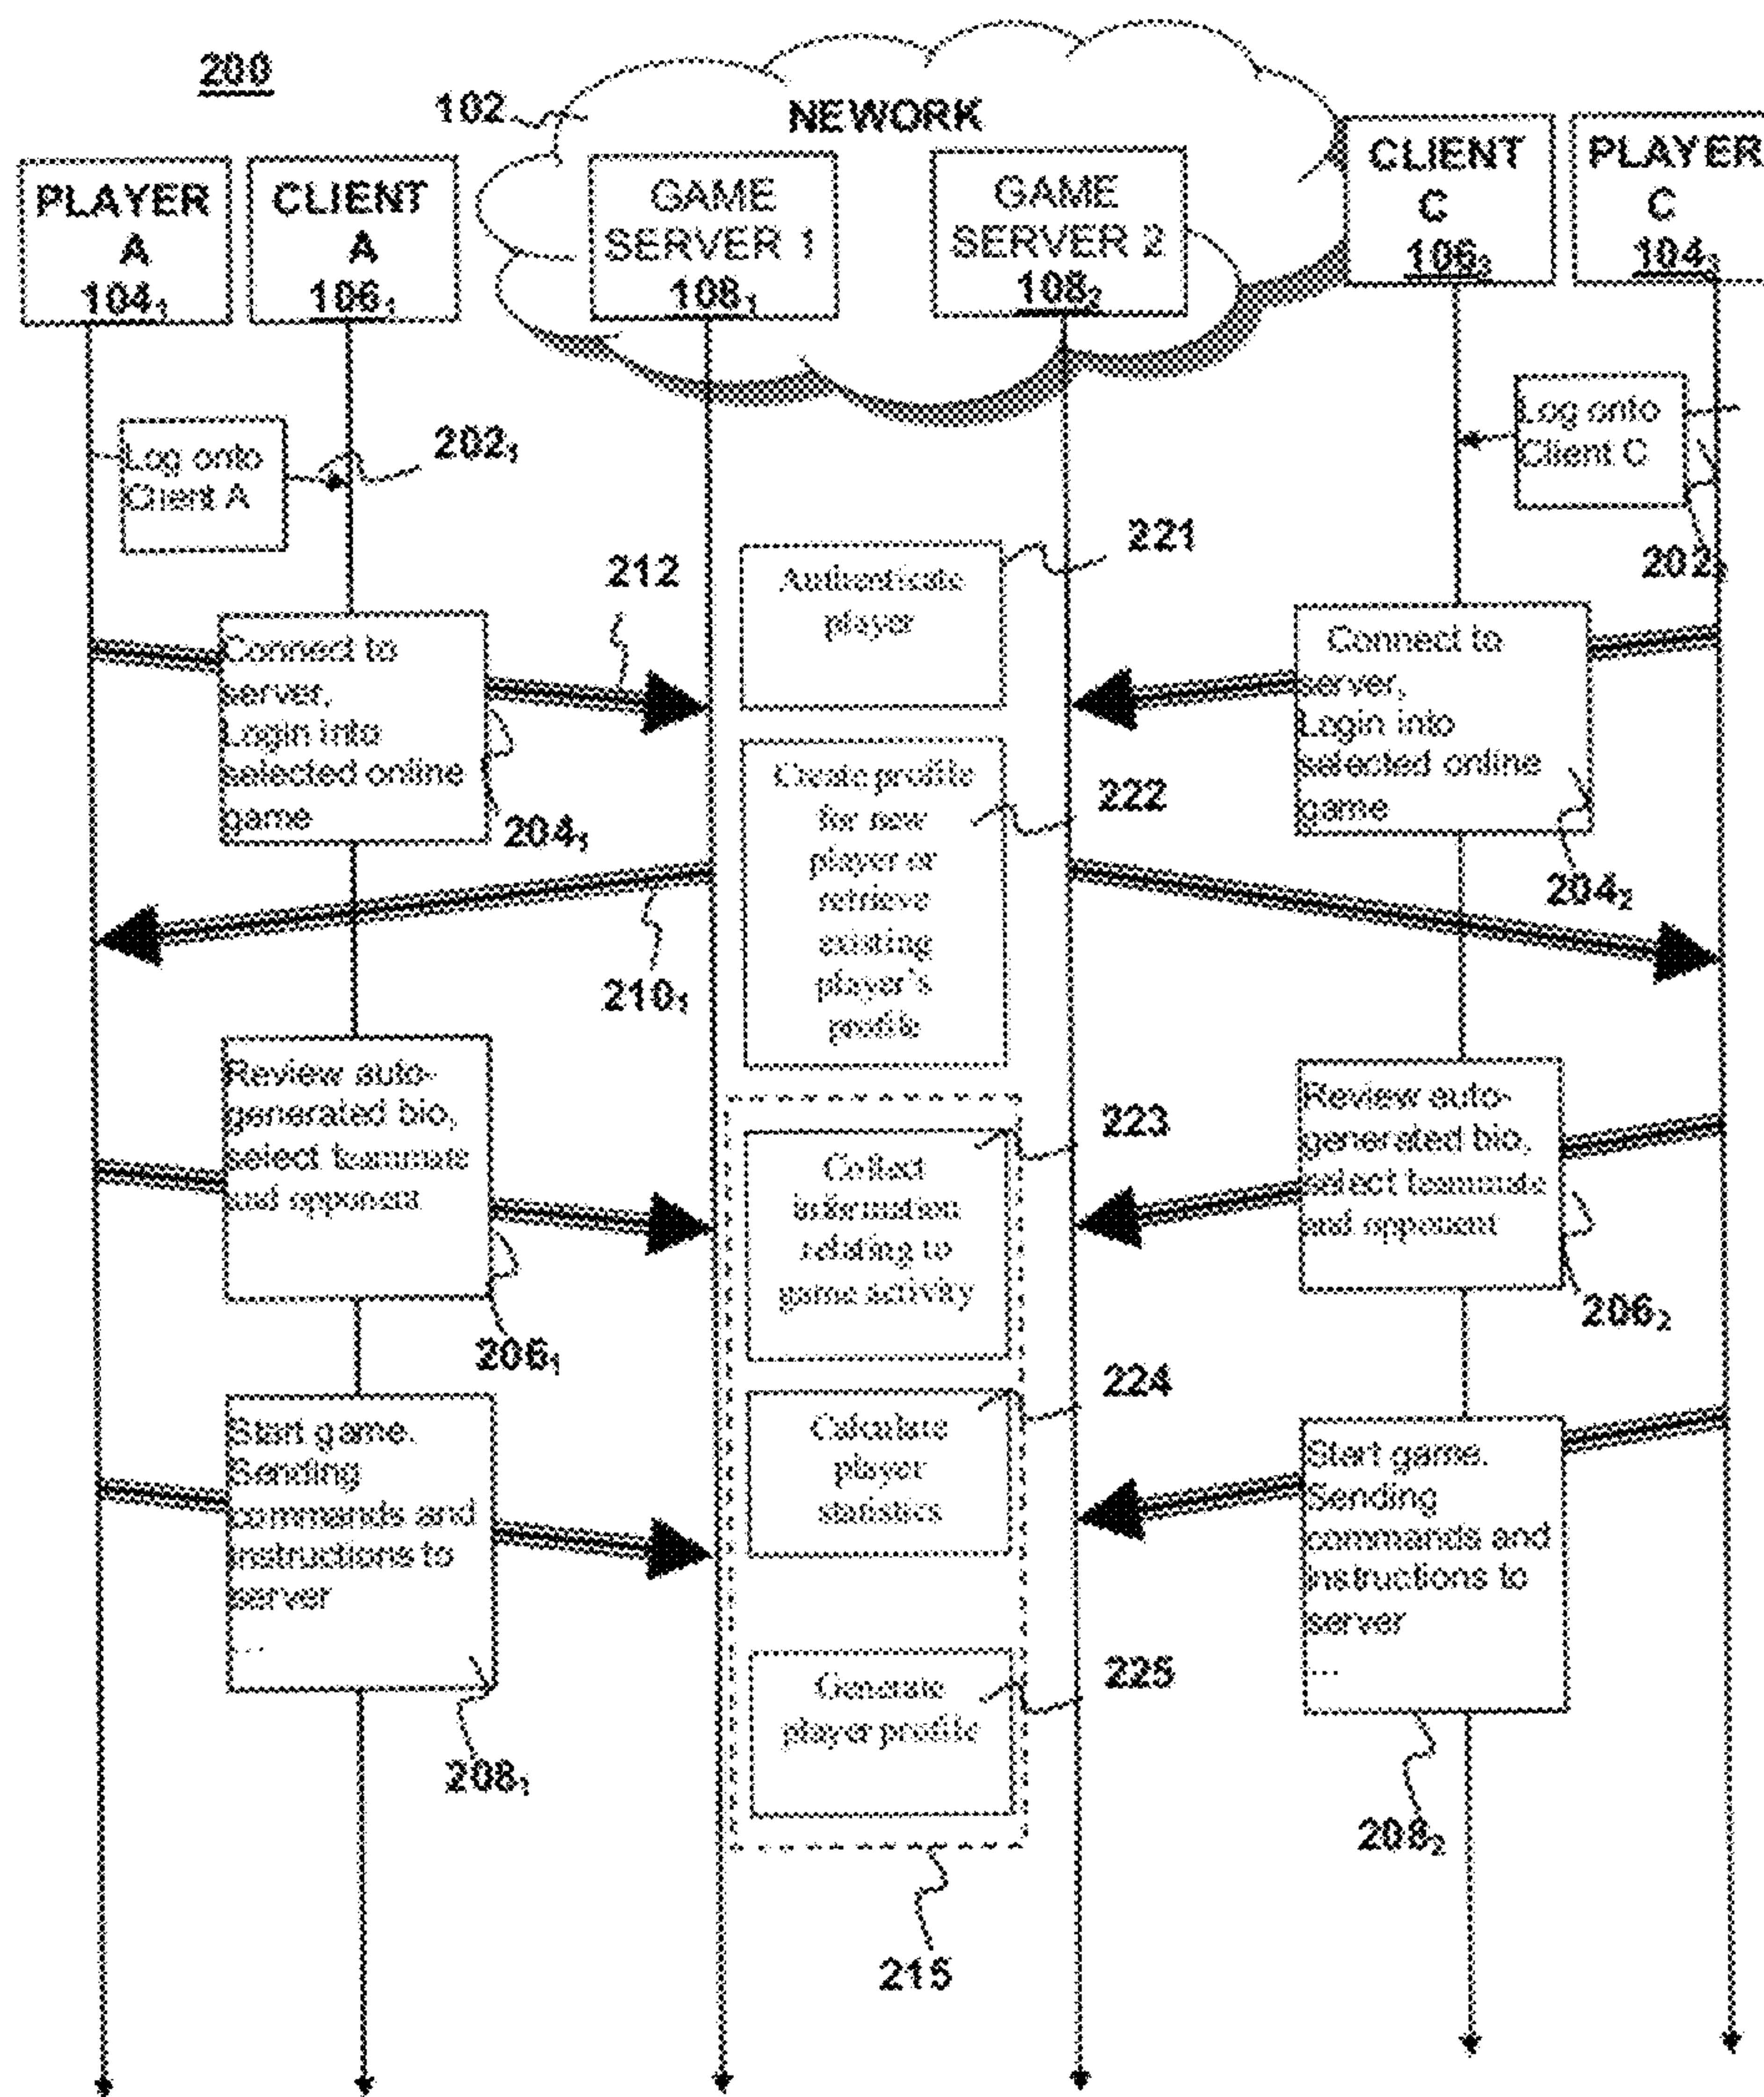 200
102
NEWORK
PLAYER
A
104₁
CLIENT
A
106₁
GAME
SERVER 1
108₁
GAME
SERVER 2
108₂
CLIENT
C
106₃
PLAYER
C
104₃
Log onto
Client A
202₁
Log onto
Client C
202
221
Authenticate
player
212
Connect to
server,
Login into
selected online
game
204₁
Connect to
server,
Login into
selected online
game
204₂
Create profile
for new
player or
retrieve
existing
player's
profile
222
210₁
Review auto-
generated bio,
select teammate
and opponant
206₁
Collect
information
relating to
game activity
223
Review auto-
generated bio,
select teammate
and opponant
206₂
Start game.
Sending
commands and
instructions to
server
...
208₁
Calculate
player
statistics
224
Generate
player profile
225
Start game.
Sending
commands and
instructions to
server
...
208₂
215